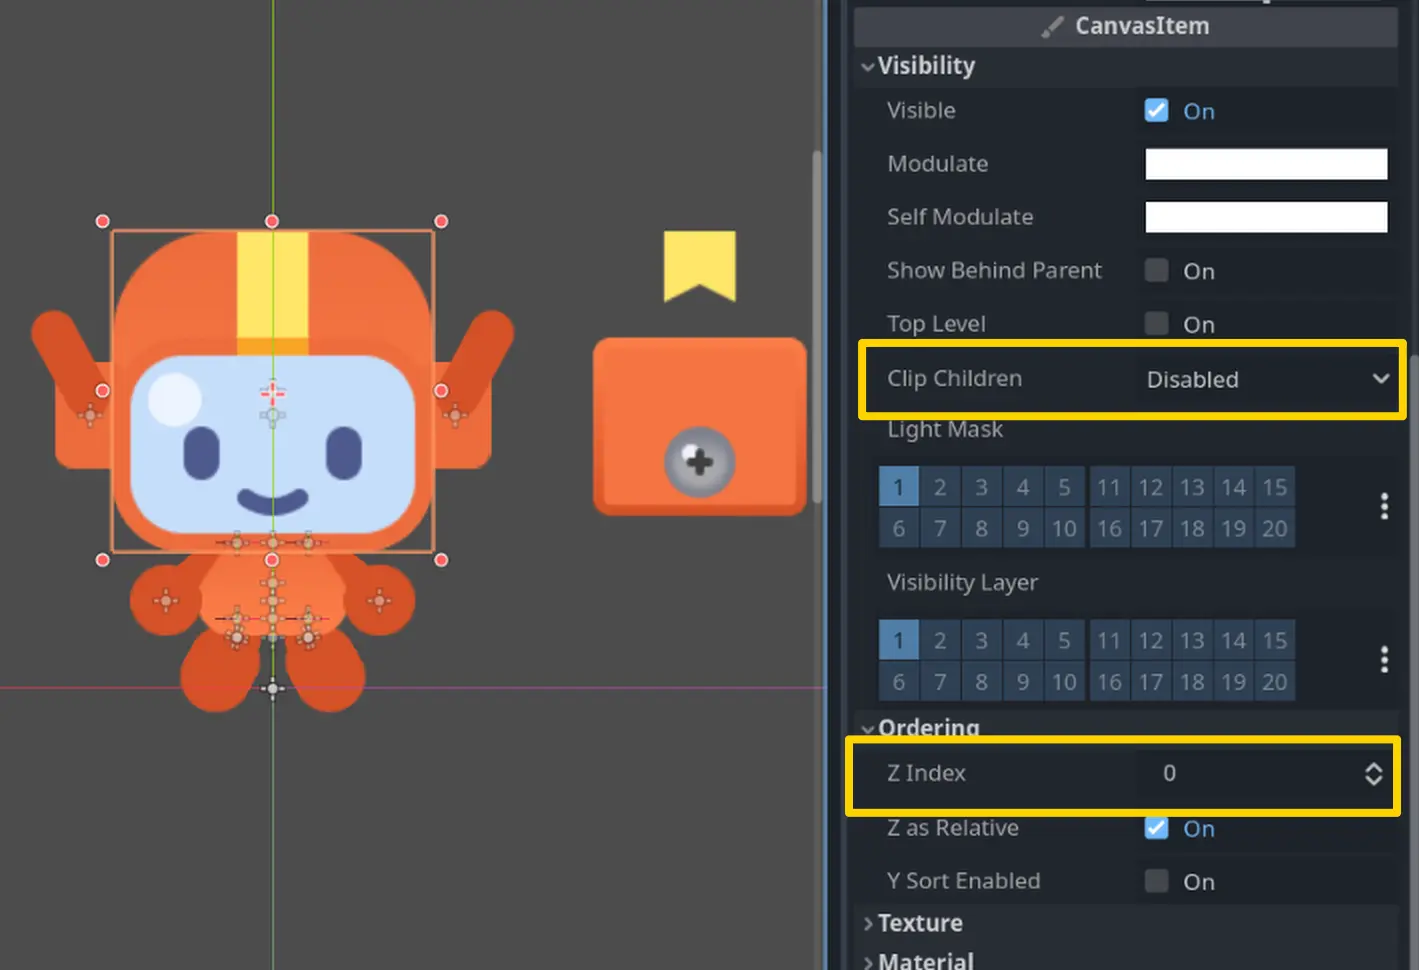 CanvasItem
Visibility
Visible On
Modulate
Self Modulate
Show Behind Parent On
Top Level On
Clip Children Disabled
Light Mask
1 2 3 4 5 11 12 13 14 15
6 7 8 9 10 16 17 18 19 20
Visibility Layer
1 2 3 4 5 11 12 13 14 15
6 7 8 9 10 16 17 18 19 20
Ordering
Z Index 0
Z as Relative On
Y Sort Enabled On
Texture
Material